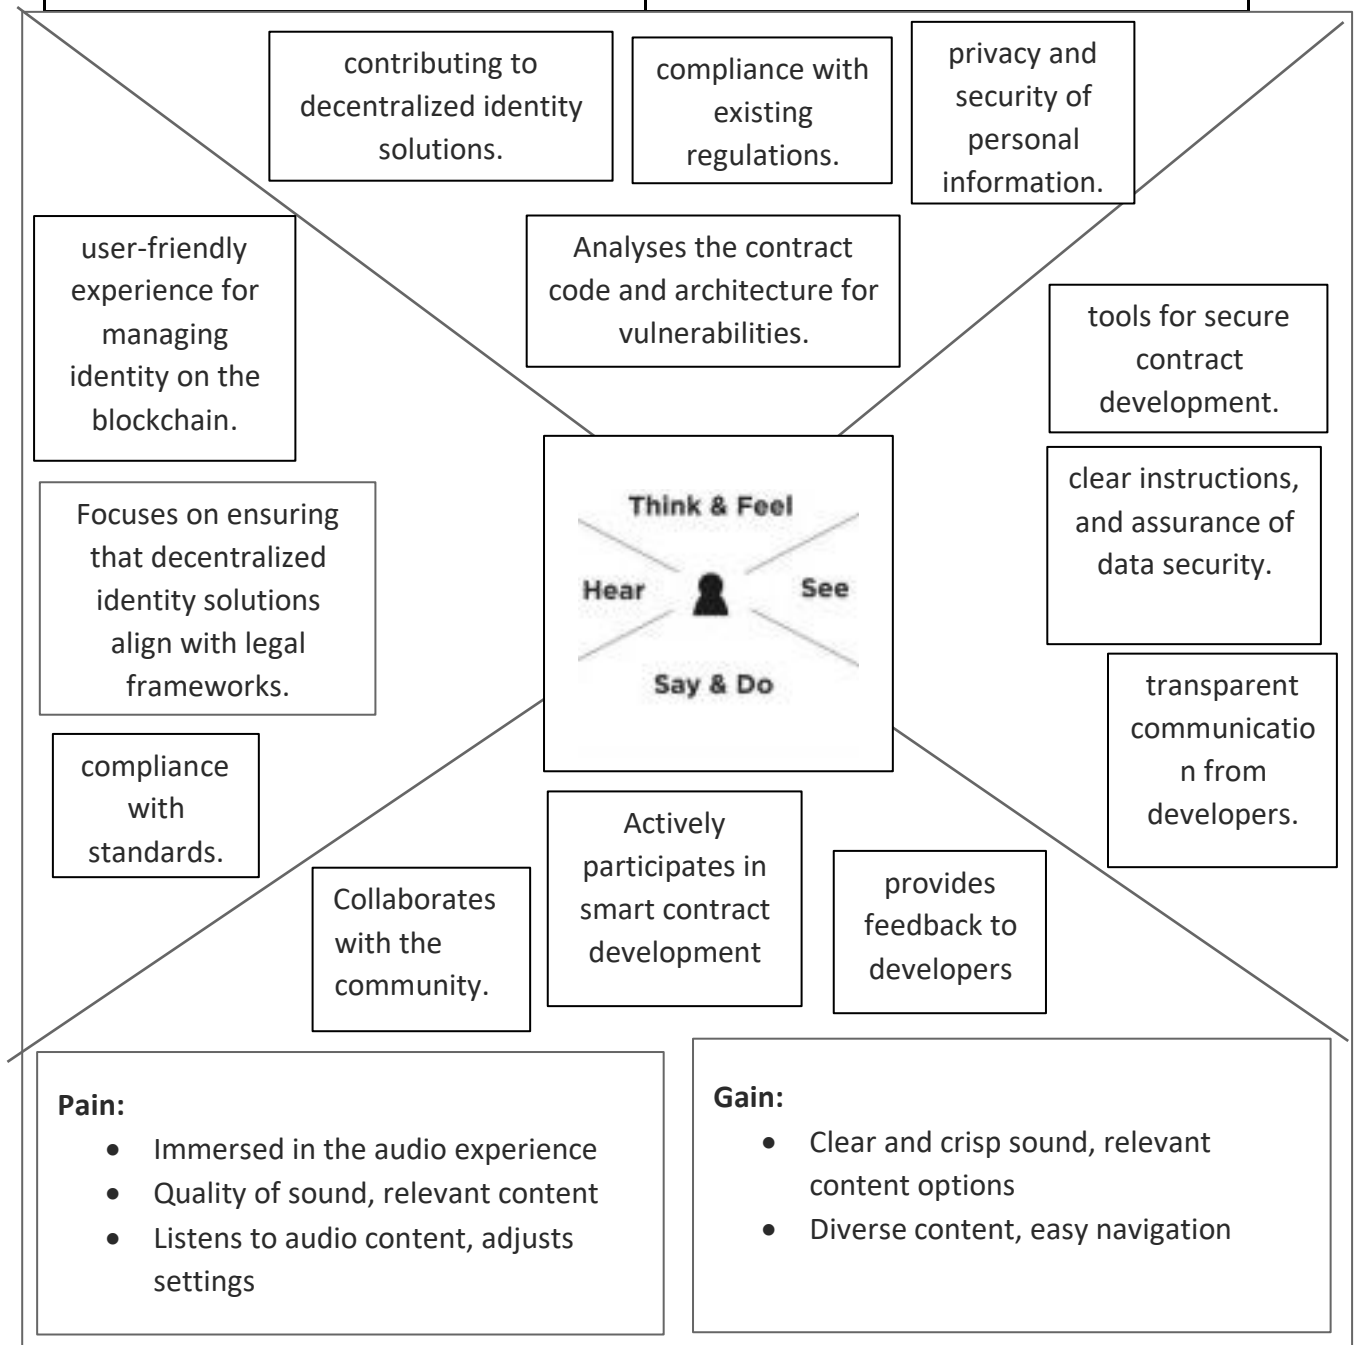 contributing to
decentralized identity
solutions.
compliance with
existing
regulations.
privacy and
security of
personal
information.
user-friendly
experience for
managing
identity on the
blockchain.
Analyses the contract
code and architecture for
vulnerabilities.
tools for secure
contract
development.
Focuses on ensuring
that decentralized
identity solutions
align with legal
frameworks.
Think & Feel
Hear
See
Say & Do
clear instructions,
and assurance of
data security.
transparent
communicatio
n from
developers.
compliance
with
standards.
Collaborates
with the
community.
Actively
participates in
smart contract
development
provides
feedback to
developers
Pain:
• Immersed in the audio experience
• Quality of sound, relevant content
• Listens to audio content, adjusts
settings
Gain:
• Clear and crisp sound, relevant
content options
• Diverse content, easy navigation